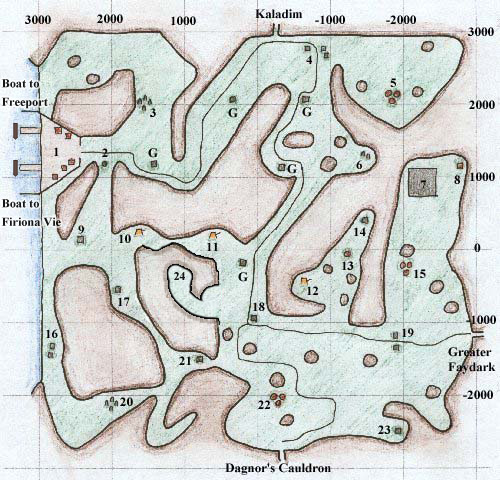 Kaladim
3000 2000 1000 -1000 -2000 3000
Boat to
Freeport
4
5
3
2000
G G
1
2 G G 6
8
7 1000
Boat to
Firiona Vie
9
10
11
14
0
24
G
13
15
12
17
18
-1000
16
19
21
Greater
Faydark
20
22
-2000
23
Dagnor's Cauldron